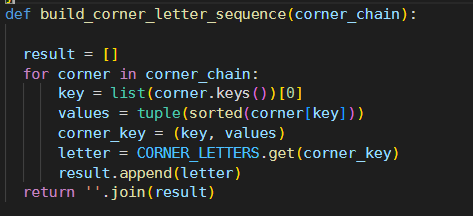 def build_corner_letter_sequence(corner_chain):
result = []
for corner in corner_chain:
key = list(corner.keys())[0]
values = tuple(sorted(corner[key]))
corner_key = (key, values)
letter = CORNER_LETTERS.get(corner_key)
result.append(letter)
return ''.join(result)